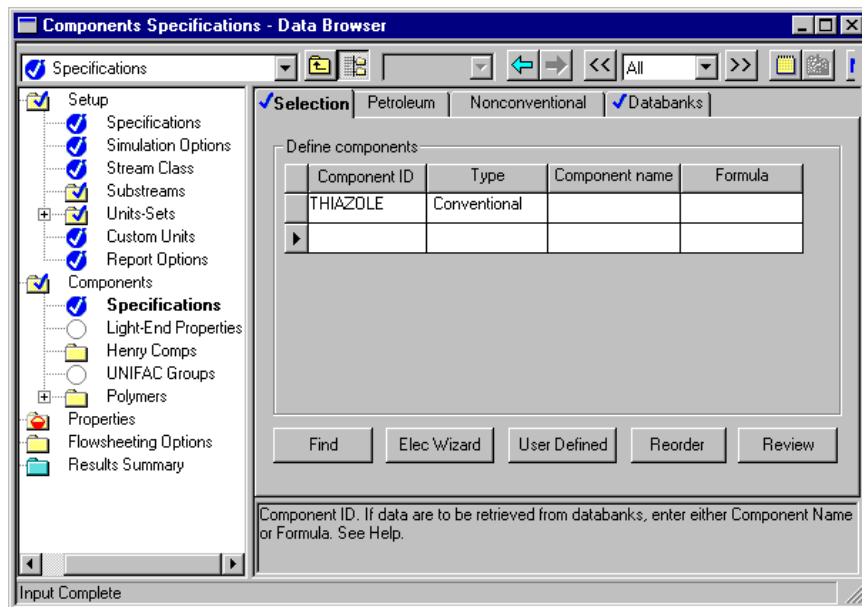 Components Specifications - Data Browser
Specifications
<<
All
>>
Setup
Specifications
Simulation Options
Stream Class
Substreams
Units-Sets
Custom Units
Report Options
Components
Specifications
Light-End Properties
Henry Comps
UNIFAC Groups
Polymers
Properties
Flowsheeting Options
Results Summary
Selection Petroleum Nonconventional Databanks
Define components
Component ID Type Component name Formula
THIAZOLE Conventional
Find Elec Wizard User Defined Reorder Review
Component ID. If data are to be retrieved from databanks, enter either Component Name
or Formula. See Help.
Input Complete